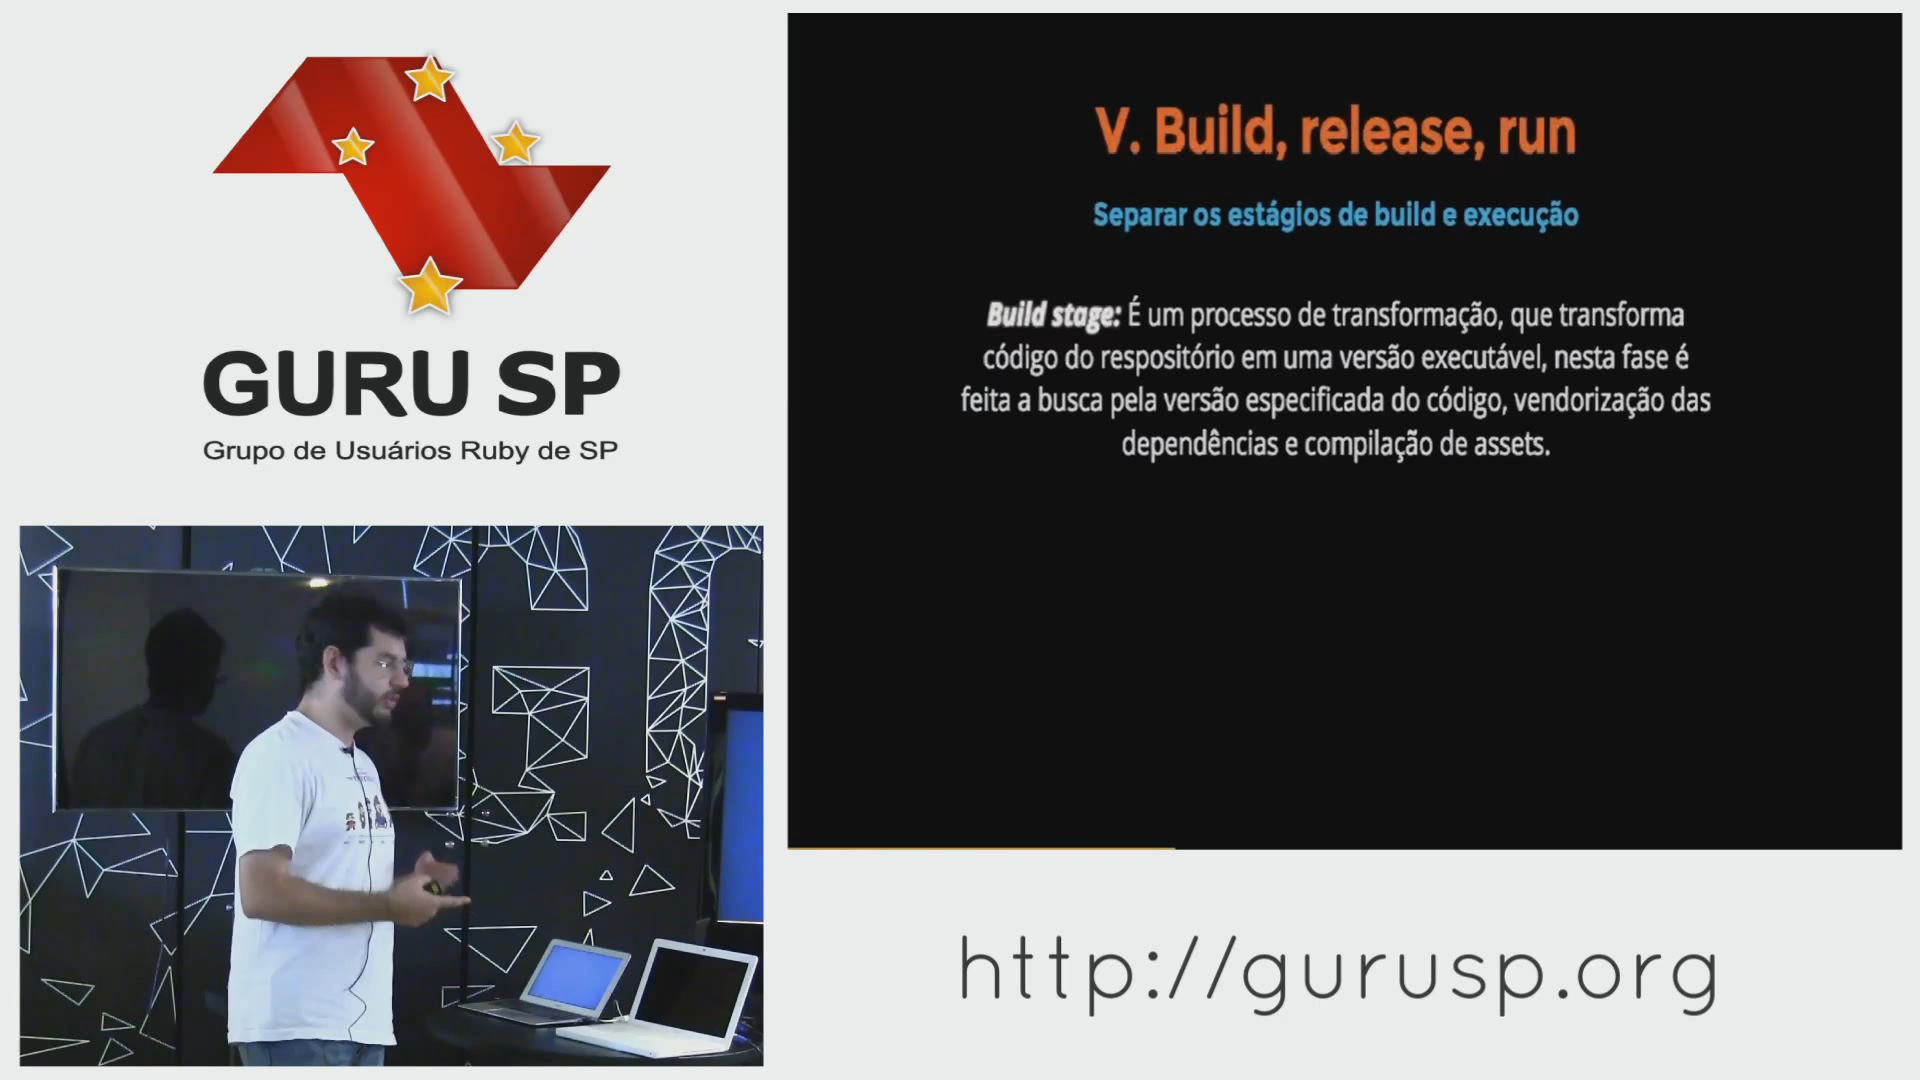 GURU SP
Grupo de Usuários Ruby de SP
V. Build, release, run
Separar os estágios de build e execução
Build stage: É um processo de transformação, que transforma
código do respositório em uma versão executável, nesta fase é
feita a busca pela versão especificada do código, vendorização das
dependências e compilação de assets.
http://gurusp.org